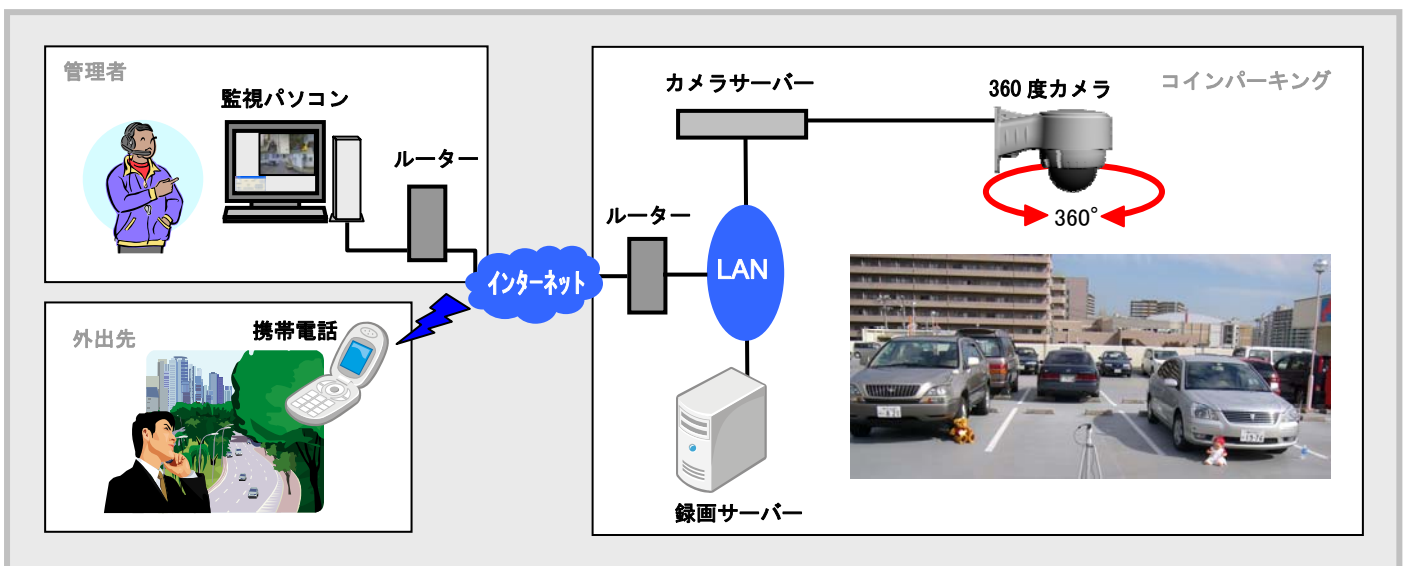 管理者
監視パソコン
ルーター
外出先
携帯電話
インターネット
コインパーキング
カメラサーバー
360度カメラ
360°
ルーター
LAN
録画サーバー